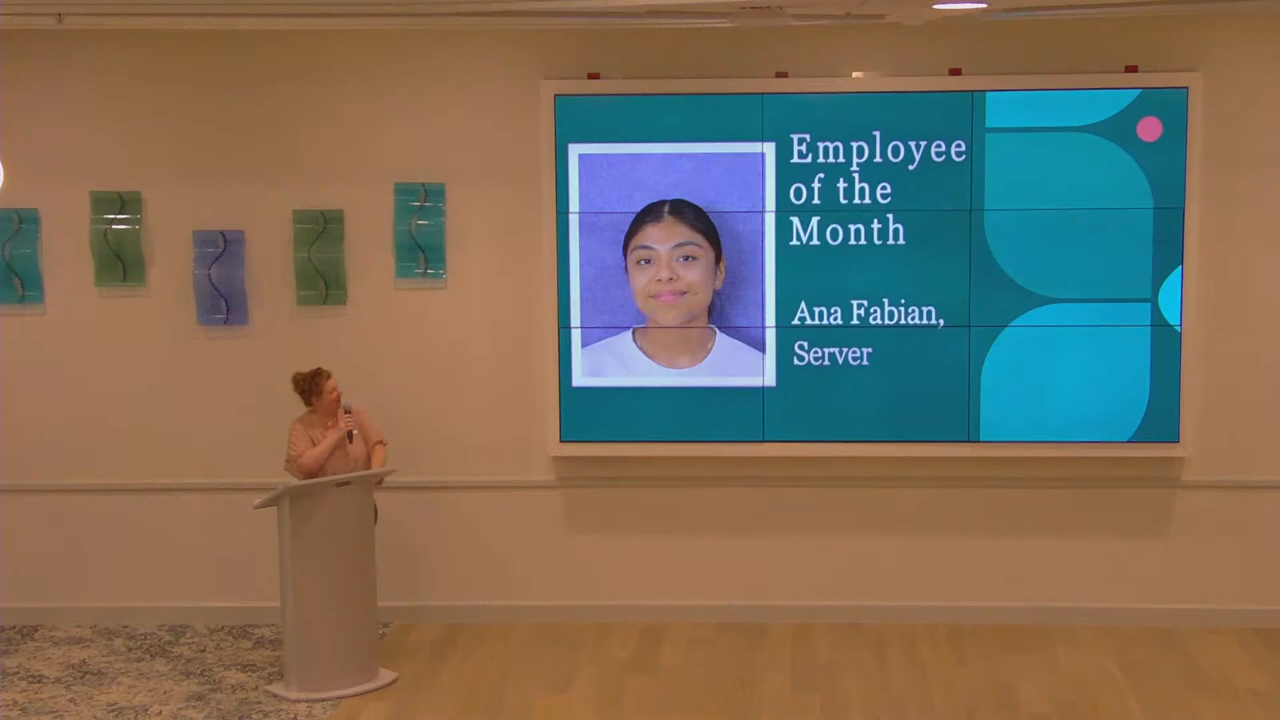 Employee
of the
Month
Ana Fabian,
Server